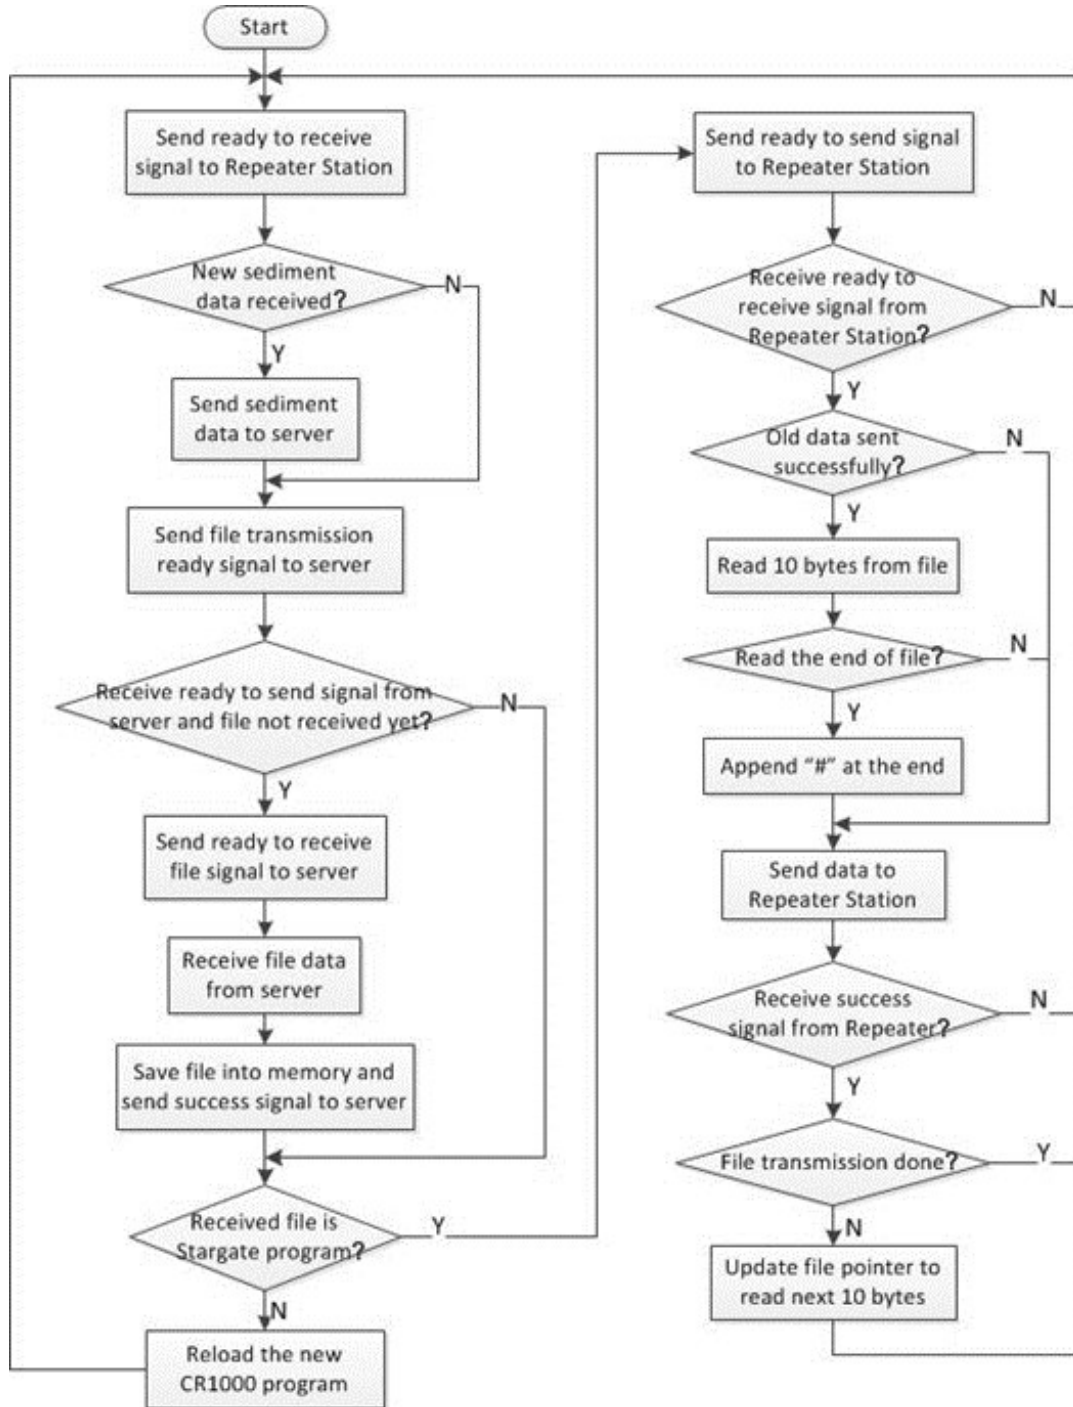 Start
Send ready to receive
signal to Repeater Station
New sediment
data received?
N
Y
Send sediment
data to server
Send file transmission
ready signal to server
Receive ready to send signal from
server and file not received yet?
N
Y
Send ready to receive
file signal to server
Receive file data
from server
Save file into memory and
send success signal to server
Received file is
Stargate program?
Y
N
Reload the new
CR1000 program
Send ready to send signal
to Repeater Station
Receive ready to
receive signal from
Repeater Station?
N
Y
Old data sent
successfully?
N
Y
Read 10 bytes from file
Read the end of file?
N
Y
Append “#” at the end
Send data to
Repeater Station
Receive success
signal from Repeater?
N
Y
File transmission done?
Y
N
Update file pointer to
read next 10 bytes